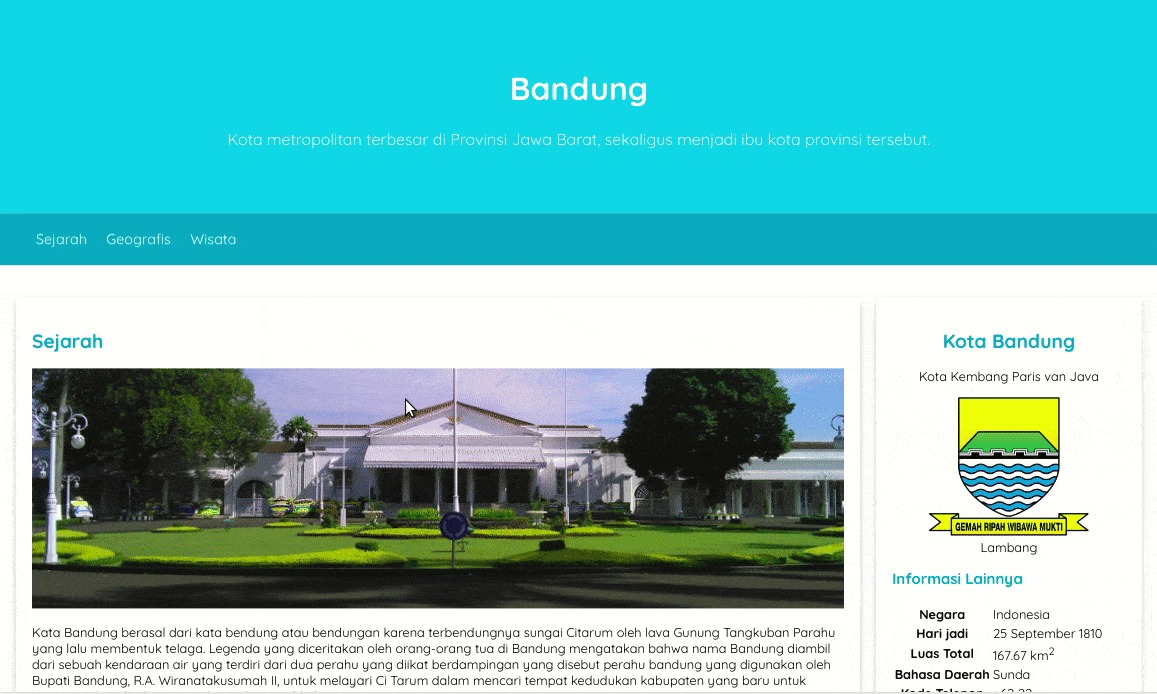 Bandung
Kota metropolitan terbesar di Provinsi Jawa Barat, sekaligus menjadi ibu kota provinsi tersebut.
Sejarah Geografis Wisata
Sejarah
Kata Bandung berasal dari kata bendung atau bendungan karena terbendungnya sungai Citarum oleh lava Gunung Tangkuban Parahu
yang lalu membentuk telaga. Legenda yang diceritakan oleh orang-orang tua di Bandung mengatakan bahwa nama Bandung diambil
dari sebuah kendaraan air yang terdiri dari dua perahu yang diikat berdampingan yang disebut perahu bandung yang digunakan oleh
Bupati Bandung, R.A. Wiranatakusumah II, untuk melayari Ci Tarum dalam mencari tempat kedudukan kabupaten yang baru untuk
Kota Bandung
Kota Kembang Paris van Java
GEMAH RIPAH WIBAWA MUKTI
Lambang
Informasi Lainnya
Negara Indonesia
Hari jadi 25 September 1810
Luas Total 167.67 km²
Bahasa Daerah Sunda